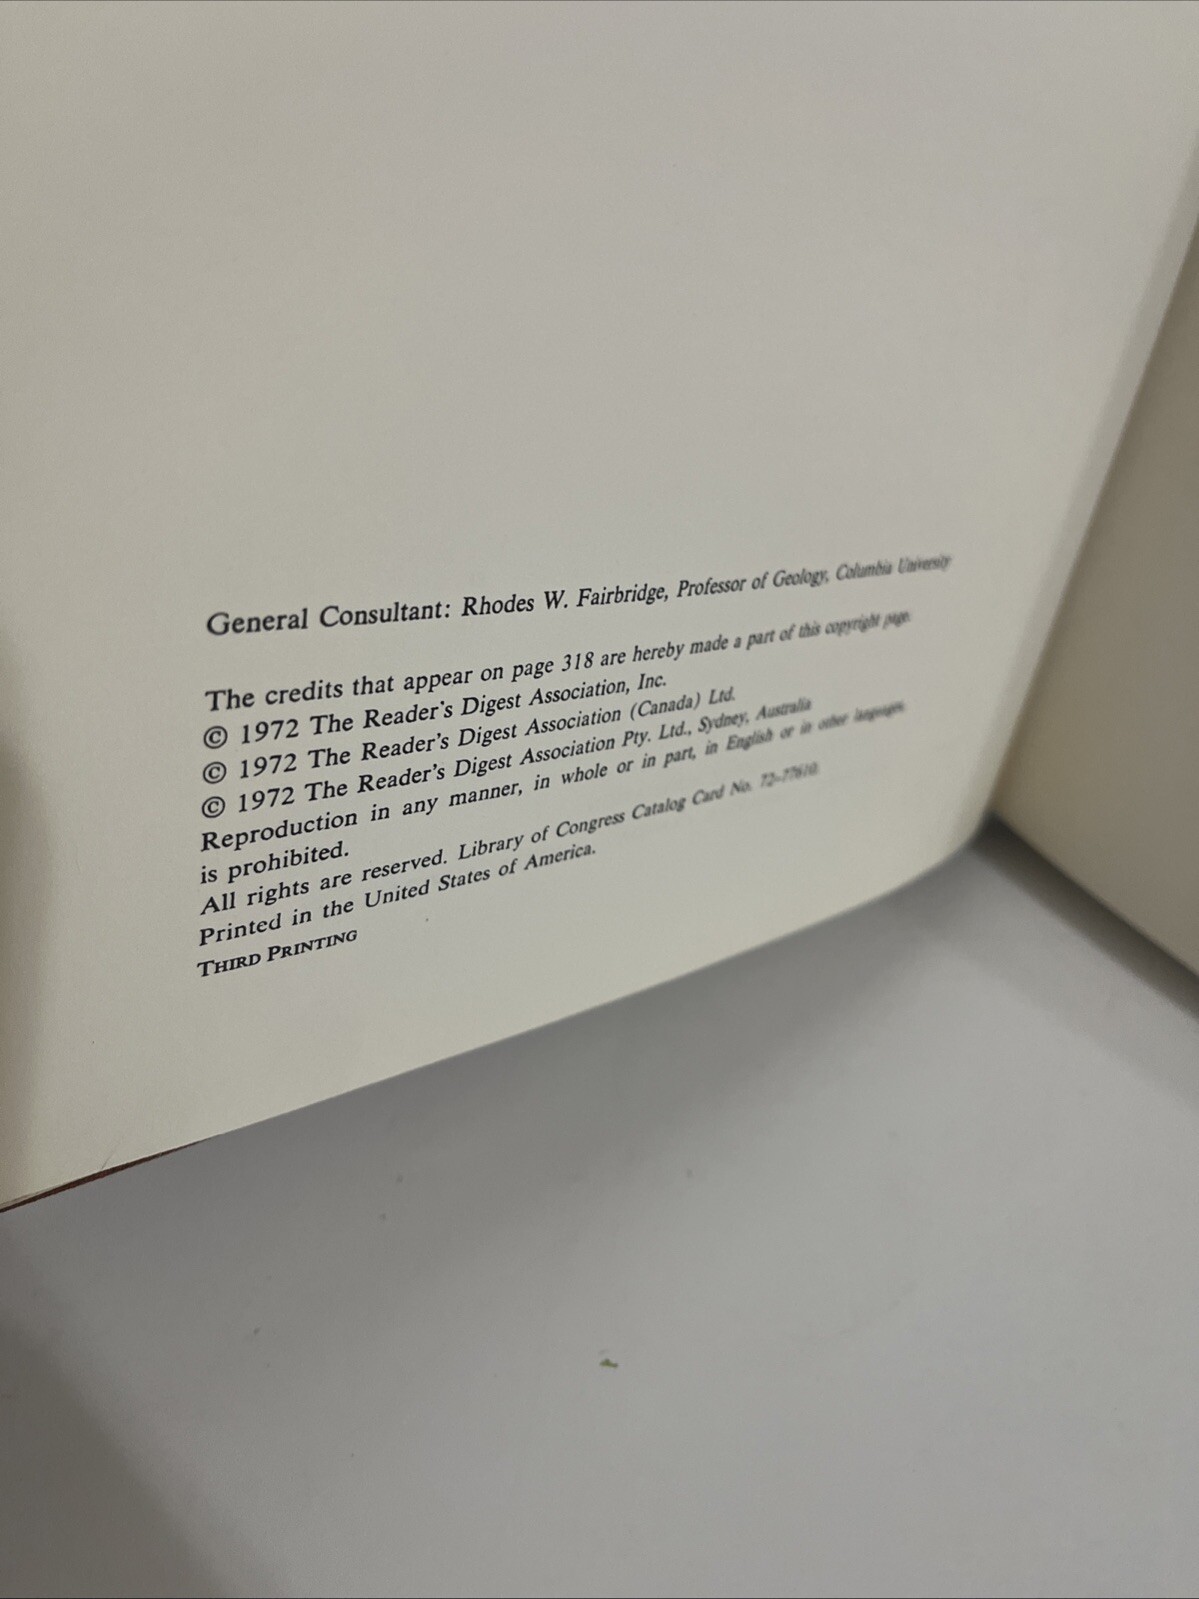 General Consultant: Rhodes W. Fairbridge, Professor of Geology, Columbia University
The credits that appear on page 318 are hereby made a part of this copyright page.
© 1972 The Reader's Digest Association, Inc.
© 1972 The Reader's Digest Association (Canada) Ltd.
© 1972 The Reader's Digest Association Pty. Ltd., Sydney, Australia
Reproduction in any manner, in whole or in part, in English or in other languages,
is prohibited.
All rights are reserved. Library of Congress Catalog Card No. 72-77610.
Printed in the United States of America.
THIRD PRINTING